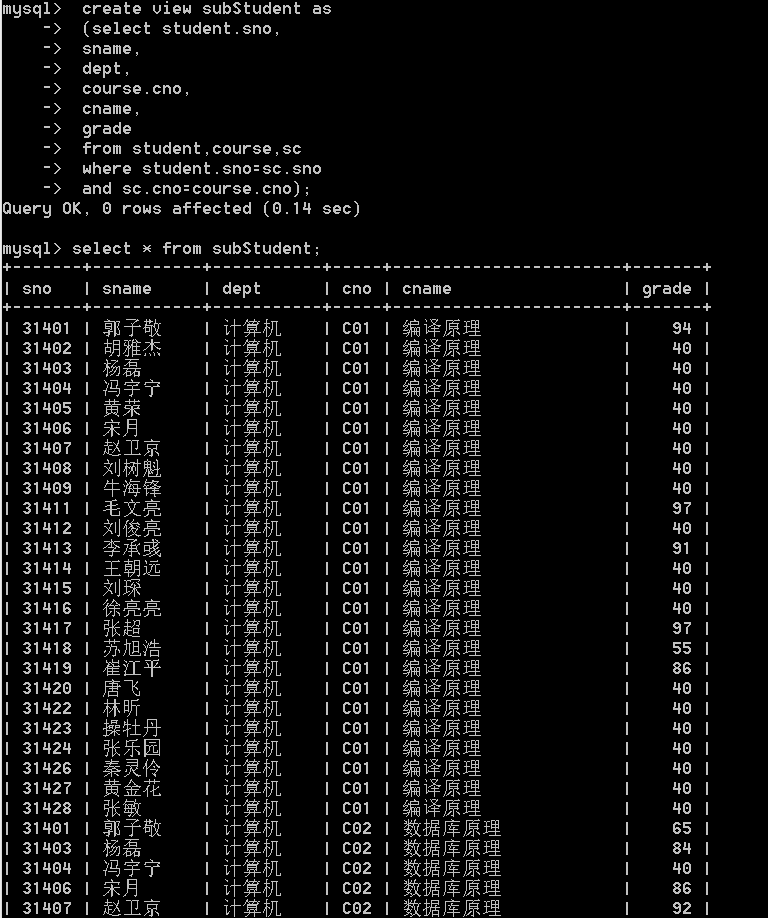 mysql>  create view subStudent as
    ->  (select student.sno,
    ->  sname,
    ->  dept,
    ->  course.cno,
    ->  cname,
    ->  grade
    ->  from student,course,sc
    ->  where student.sno=sc.sno
    ->  and sc.cno=course.cno);
Query OK, 0 rows affected (0.14 sec)
mysql> select * from subStudent;
+-------+-----------+-----------+-----+-----------------------+-------+
| sno   | sname     | dept      | cno | cname                 | grade |
+-------+-----------+-----------+-----+-----------------------+-------+
| 31401 | 郭子敬    | 计算机    | C01 | 编译原理              |    94 |
| 31402 | 胡雅杰    | 计算机    | C01 | 编译原理              |    40 |
| 31403 | 杨磊      | 计算机    | C01 | 编译原理              |    40 |
| 31404 | 冯宇宁    | 计算机    | C01 | 编译原理              |    40 |
| 31405 | 黄荣      | 计算机    | C01 | 编译原理              |    40 |
| 31406 | 宋月      | 计算机    | C01 | 编译原理              |    40 |
| 31407 | 赵卫京    | 计算机    | C01 | 编译原理              |    40 |
| 31408 | 刘树魁    | 计算机    | C01 | 编译原理              |    40 |
| 31409 | 牛海锋    | 计算机    | C01 | 编译原理              |    40 |
| 31411 | 毛文亮    | 计算机    | C01 | 编译原理              |    97 |
| 31412 | 刘俊亮    | 计算机    | C01 | 编译原理              |    40 |
| 31413 | 李承彧    | 计算机    | C01 | 编译原理              |    91 |
| 31414 | 王朝远    | 计算机    | C01 | 编译原理              |    40 |
| 31415 | 刘琛      | 计算机    | C01 | 编译原理              |    40 |
| 31416 | 徐亮亮    | 计算机    | C01 | 编译原理              |    40 |
| 31417 | 张超      | 计算机    | C01 | 编译原理              |    97 |
| 31418 | 苏旭浩    | 计算机    | C01 | 编译原理              |    55 |
| 31419 | 崔江平    | 计算机    | C01 | 编译原理              |    86 |
| 31420 | 唐飞      | 计算机    | C01 | 编译原理              |    40 |
| 31422 | 林昕      | 计算机    | C01 | 编译原理              |    40 |
| 31423 | 操牡丹    | 计算机    | C01 | 编译原理              |    40 |
| 31424 | 张乐园    | 计算机    | C01 | 编译原理              |    40 |
| 31426 | 秦灵伶    | 计算机    | C01 | 编译原理              |    40 |
| 31427 | 黄金花    | 计算机    | C01 | 编译原理              |    40 |
| 31428 | 张敏      | 计算机    | C01 | 编译原理              |    40 |
| 31401 | 郭子敬    | 计算机    | C02 | 数据库原理            |    65 |
| 31403 | 杨磊      | 计算机    | C02 | 数据库原理            |    84 |
| 31404 | 冯宇宁    | 计算机    | C02 | 数据库原理            |    40 |
| 31406 | 宋月      | 计算机    | C02 | 数据库原理            |    86 |
| 31407 | 赵卫京    | 计算机    | C02 | 数据库原理            |    92 |